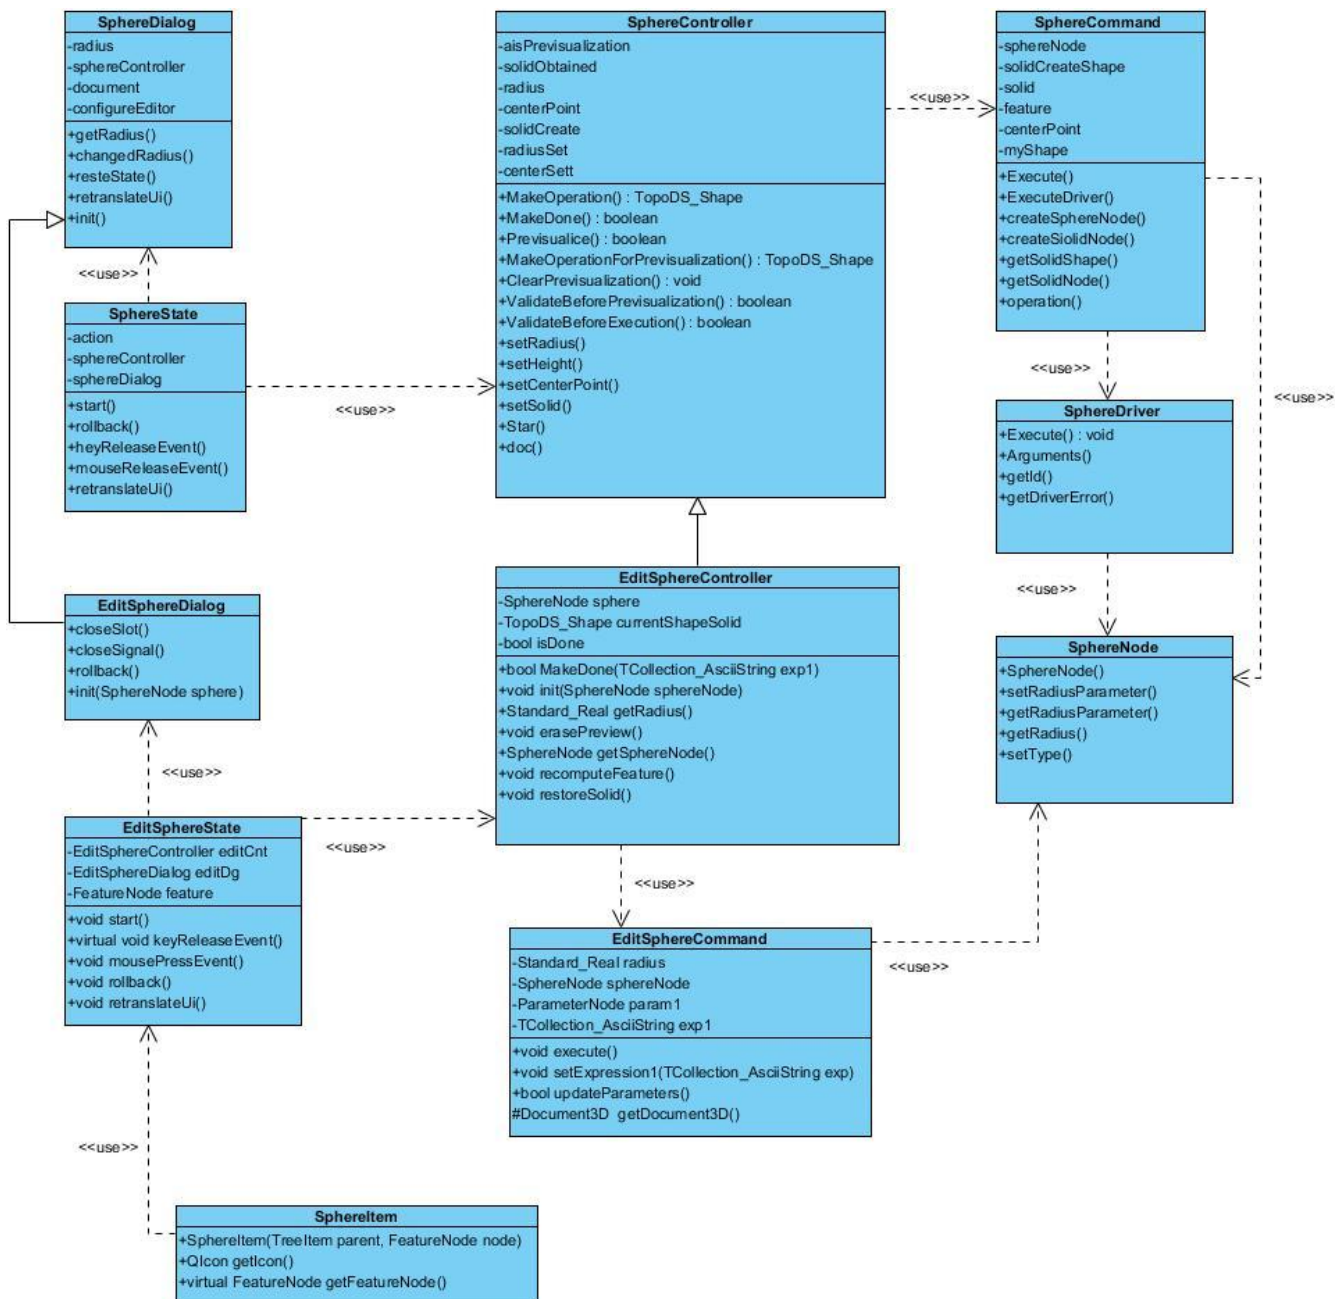 SphereDialog
-radius
-sphereController
-document
-configureEditor
+getRadius()
+changedRadius()
+resteState()
+retranslateUi()
+init()
<<use>>
SphereState
-action
-sphereController
-sphereDialog
+start()
+rollback()
+heyReleaseEvent()
+mouseReleaseEvent()
+retranslateUi()
<<use>>
SphereController
-aisPrevisualization
-solidObtained
-radius
-centerPoint
-solidCreate
-radiusSet
-centerSett
+MakeOperation() : TopoDS_Shape
+MakeDone() : boolean
+Previsualice() : boolean
+MakeOperationForPrevisualization() : TopoDS_Shape
+ClearPrevisualization() : void
+ValidateBeforePrevisualization() : boolean
+ValidateBeforeExecution() : boolean
+setRadius()
+setHeight()
+setCenterPoint()
+setSolid()
+Star()
+doc()
<<use>>
SphereCommand
-sphereNode
-solidCreateShape
-solid
-feature
-centerPoint
-myShape
+Execute()
+ExecuteDriver()
+createSphereNode()
+createSiolidNode()
+getSolidShape()
+getSolidNode()
+operation()
<<use>>
<<use>>
SphereDriver
+Execute() : void
+Arguments()
+getId()
+getDriverError()
<<use>>
SphereNode
+SphereNode()
+setRadiusParameter()
+getRadiusParameter()
+getRadius()
+setType()
EditSphereDialog
+closeSlot()
+closeSignal()
+rollback()
+init(SphereNode sphere)
<<use>>
EditSphereController
-SphereNode sphere
-TopoDS_Shape currentShapeSolid
-bool isDone
+bool MakeDone(TCollection_AsciiString exp1)
+void init(SphereNode sphereNode)
+Standard_Real getRadius()
+void erasePreview()
+SphereNode getSphereNode()
+void recomputeFeature()
+void restoreSolid()
EditSphereState
-EditSphereController editCnt
-EditSphereDialog editDg
-FeatureNode feature
+void start()
+virtual void keyReleaseEvent()
+void mousePressEvent()
+void rollback()
+void retranslateUi()
<<use>>
<<use>>
EditSphereCommand
-Standard_Real radius
-SphereNode sphereNode
-ParameterNode param1
-TCollection_AsciiString exp1
+void execute()
+void setExpression1(TCollection_AsciiString exp)
+bool updateParameters()
#Document3D getDocument3D()
<<use>>
<<use>>
SphereItem
+SphereItem(TreeItem parent, FeatureNode node)
+QIcon getIcon()
+virtual FeatureNode getFeatureNode()